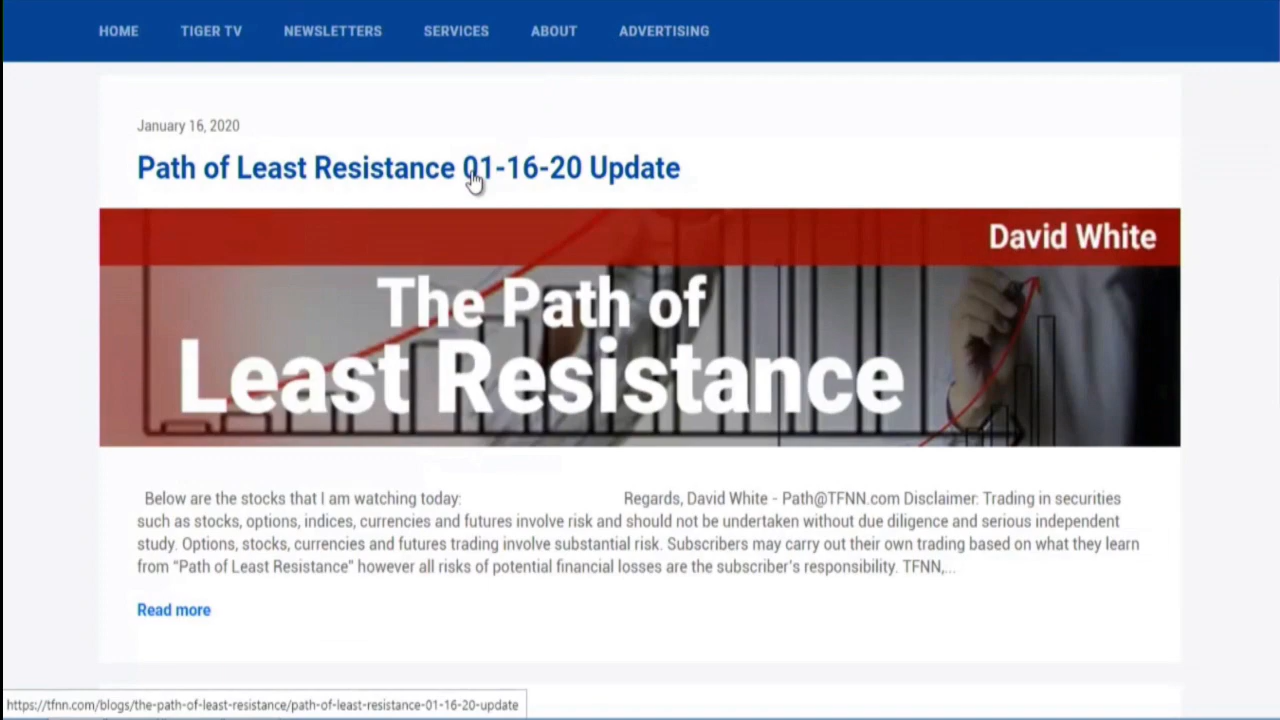 HOME TIGER TV NEWSLETTERS SERVICES ABOUT ADVERTISING
January 16, 2020
Path of Least Resistance 01-16-20 Update
David White
The Path of
Least Resistance
Below are the stocks that I am watching today: Regards, David White - Path@TFNN.com Disclaimer: Trading in securities
such as stocks, options, indices, currencies and futures involve risk and should not be undertaken without due diligence and serious independent
study. Options, stocks, currencies and futures trading involve substantial risk. Subscribers may carry out their own trading based on what they learn
from “Path of Least Resistance” however all risks of potential financial losses are the subscriber's responsibility. TFNN,...
Read more
https://tfnn.com/blogs/the-path-of-least-resistance/path-of-least-resistance-01-16-20-update